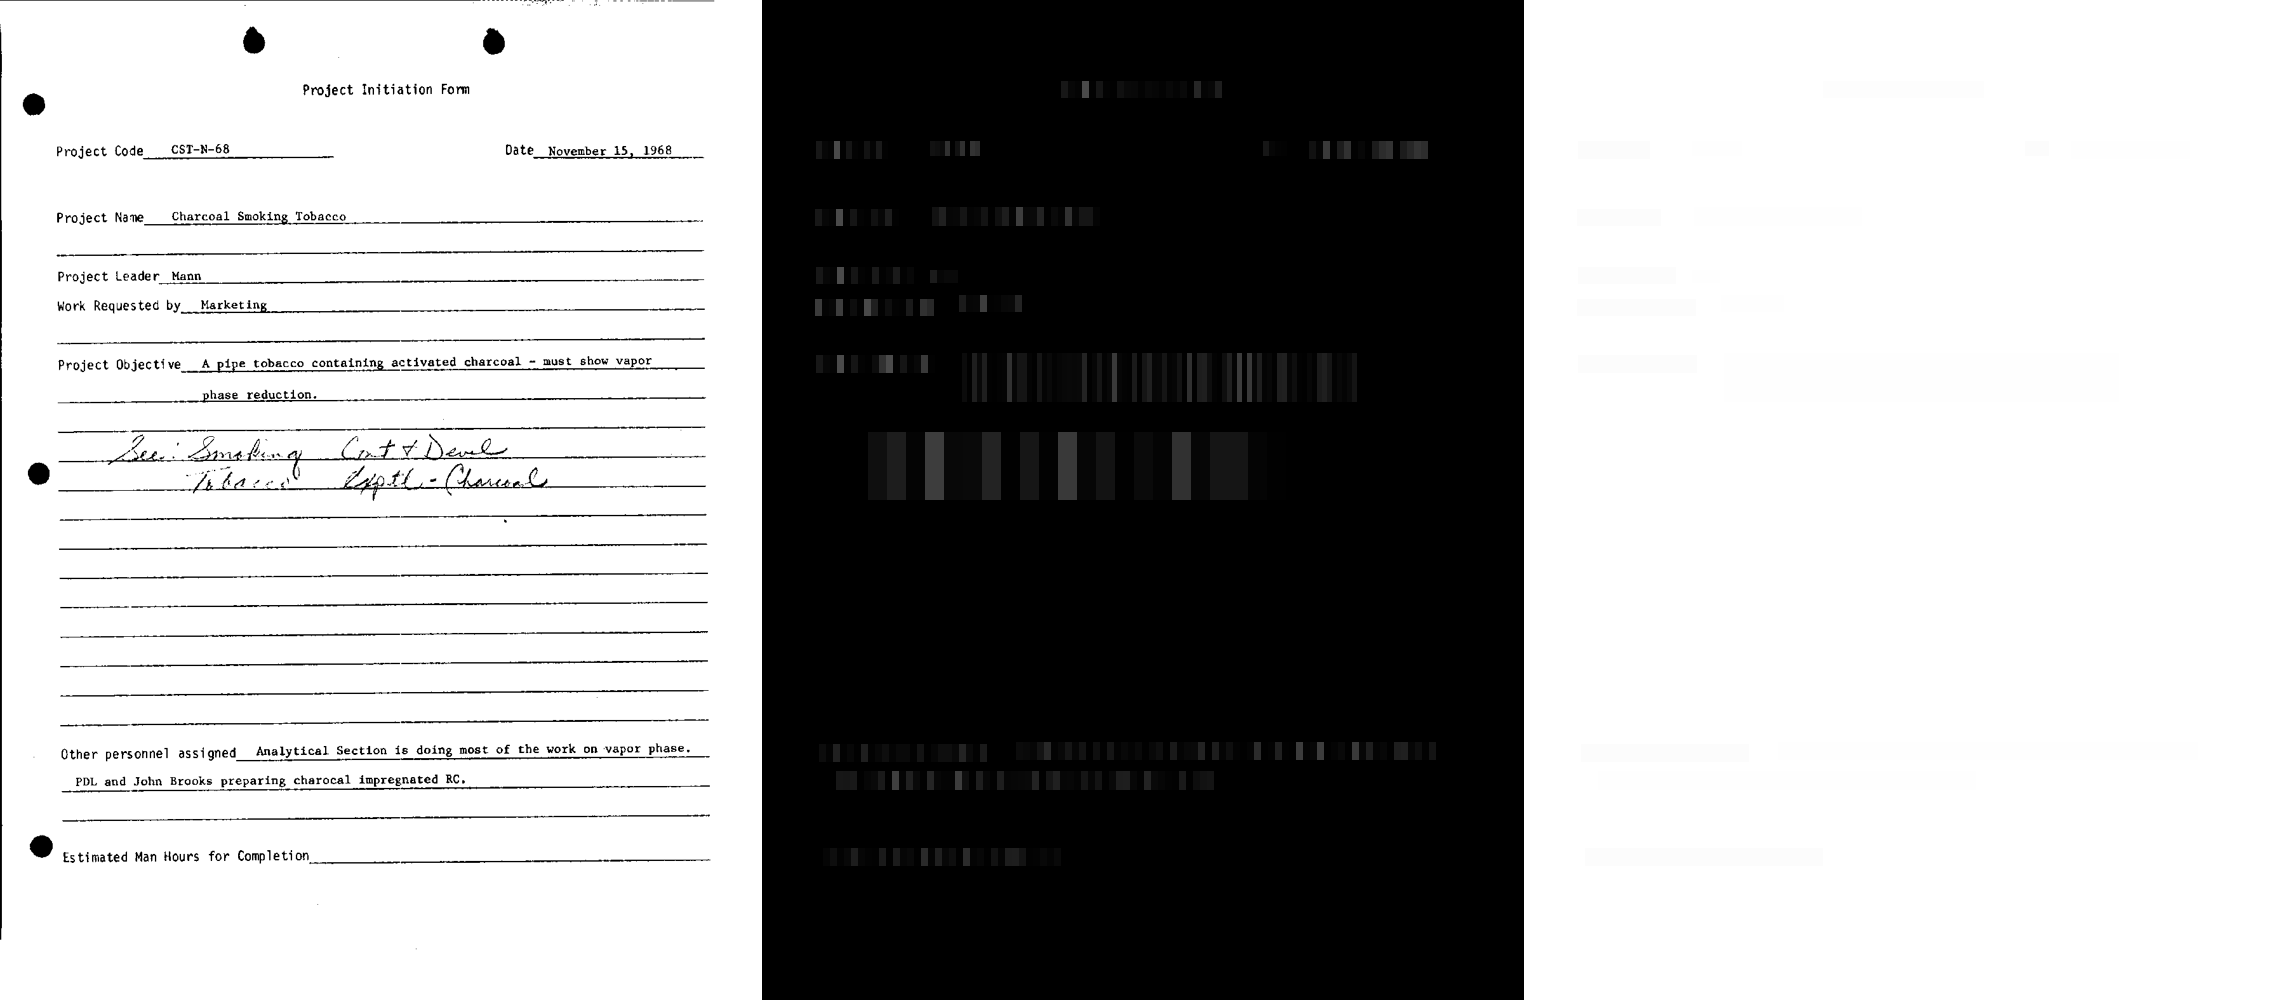 Project Initiation Form
Project Code CST-N-68 Date November 15, 1968
Project Name Charcoal Smoking Tobacco
Project Leader Mann
Work Requested by Marketing
Project Objective A pipe tobacco containing activated charcoal - must show vapor
phase reduction.
See: Smoking Cont & Devel
Tobacco - Charcoal
Other personnel assigned Analytical Section is doing most of the work on vapor phase.
PDL and John Brooks preparing charocal impregnated RC.
Estimated Man Hours for Completion